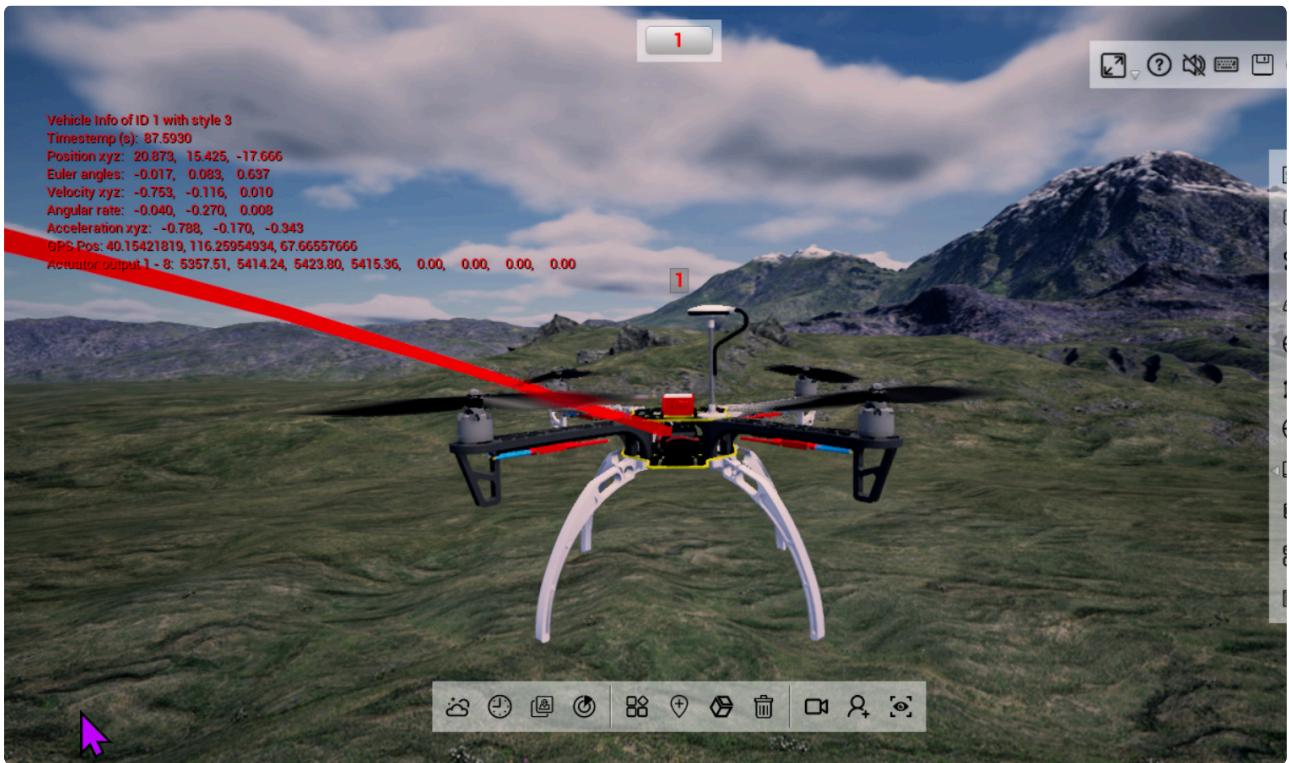 1
Vehicle Info of ID 1 with style 3
Timestemp (s): 87.5930
Position xyz: 20.873, 15.425, -17.666
Euler angles: -0.017, 0.083, 0.637
Velocity xyz: -0.753, -0.116, 0.010
Angular rate: -0.040, -0.270, 0.008
Acceleration xyz: -0.788, -0.170, -0.343
GPS Pos: 40.15421819, 116.25954934, 67.66557666
Actuator output 1 - 8: 5357.51, 5414.24, 5423.80, 5415.36, 0.00, 0.00, 0.00, 0.00
1